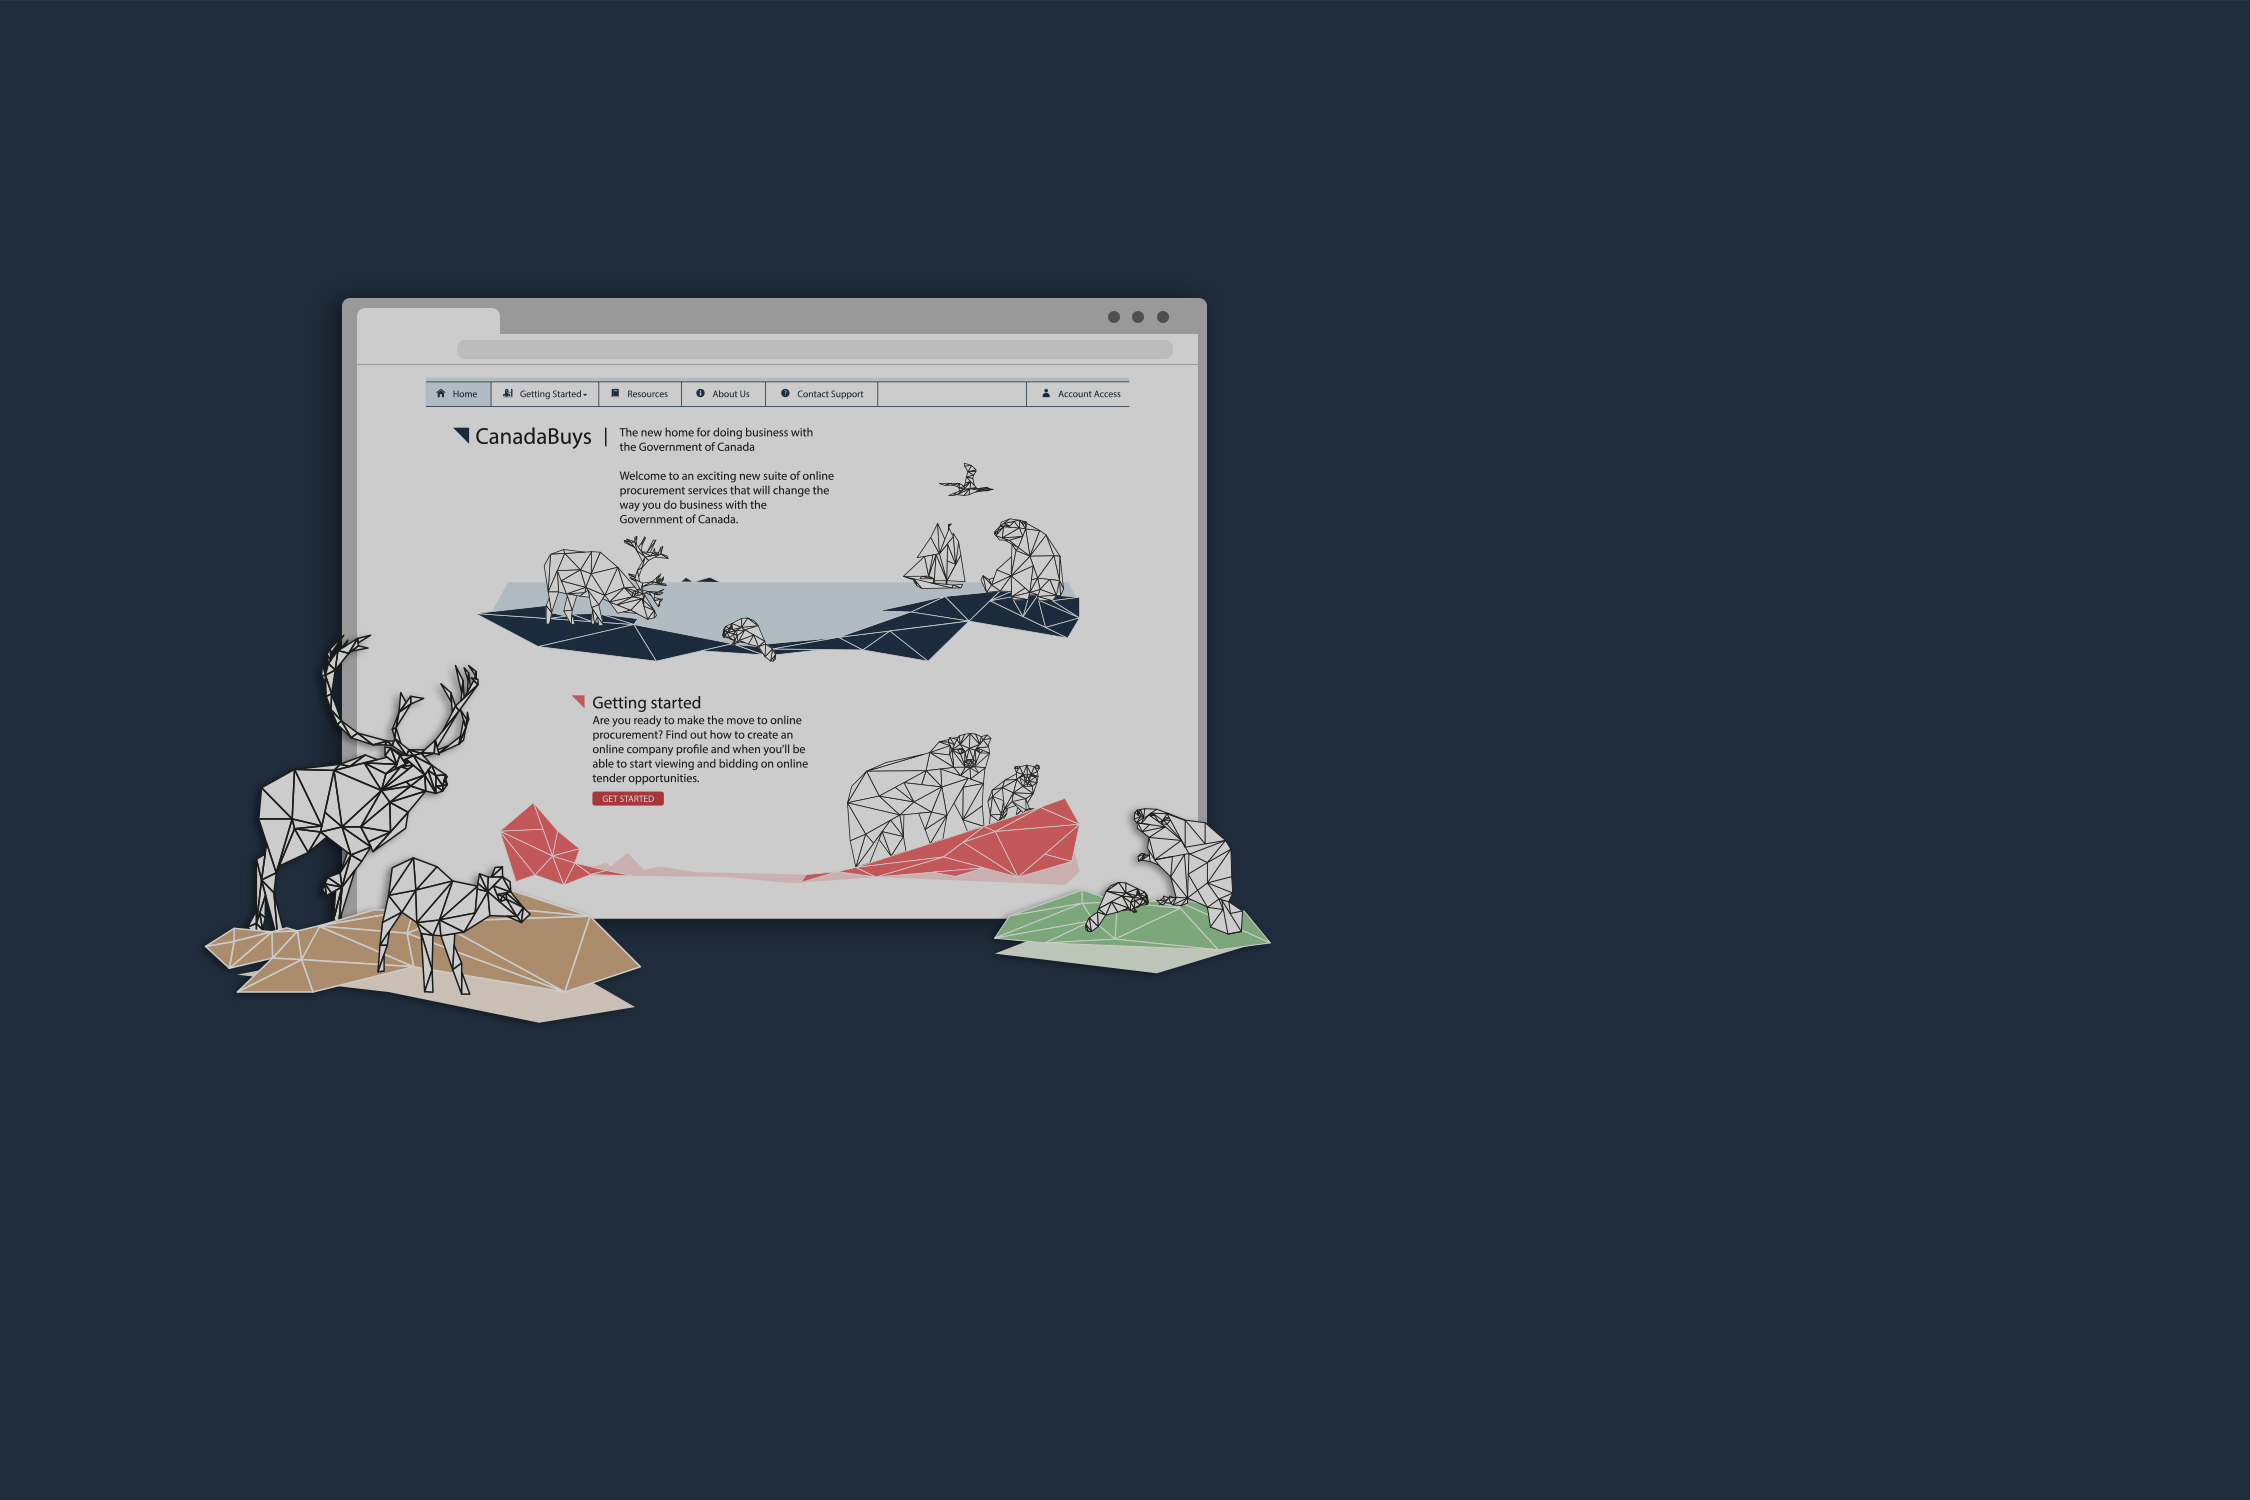 Home
Getting Started
Resources
About Us
Contact Support
Account Access
CanadaBuys
The new home for doing business with
the Government of Canada
Welcome to an exciting new suite of online
procurement services that will change the
way you do business with the
Government of Canada.
Getting started
Are you ready to make the move to online
procurement? Find out how to create an
online company profile and when you’ll be
able to start viewing and bidding on online
tender opportunities.
GET STARTED